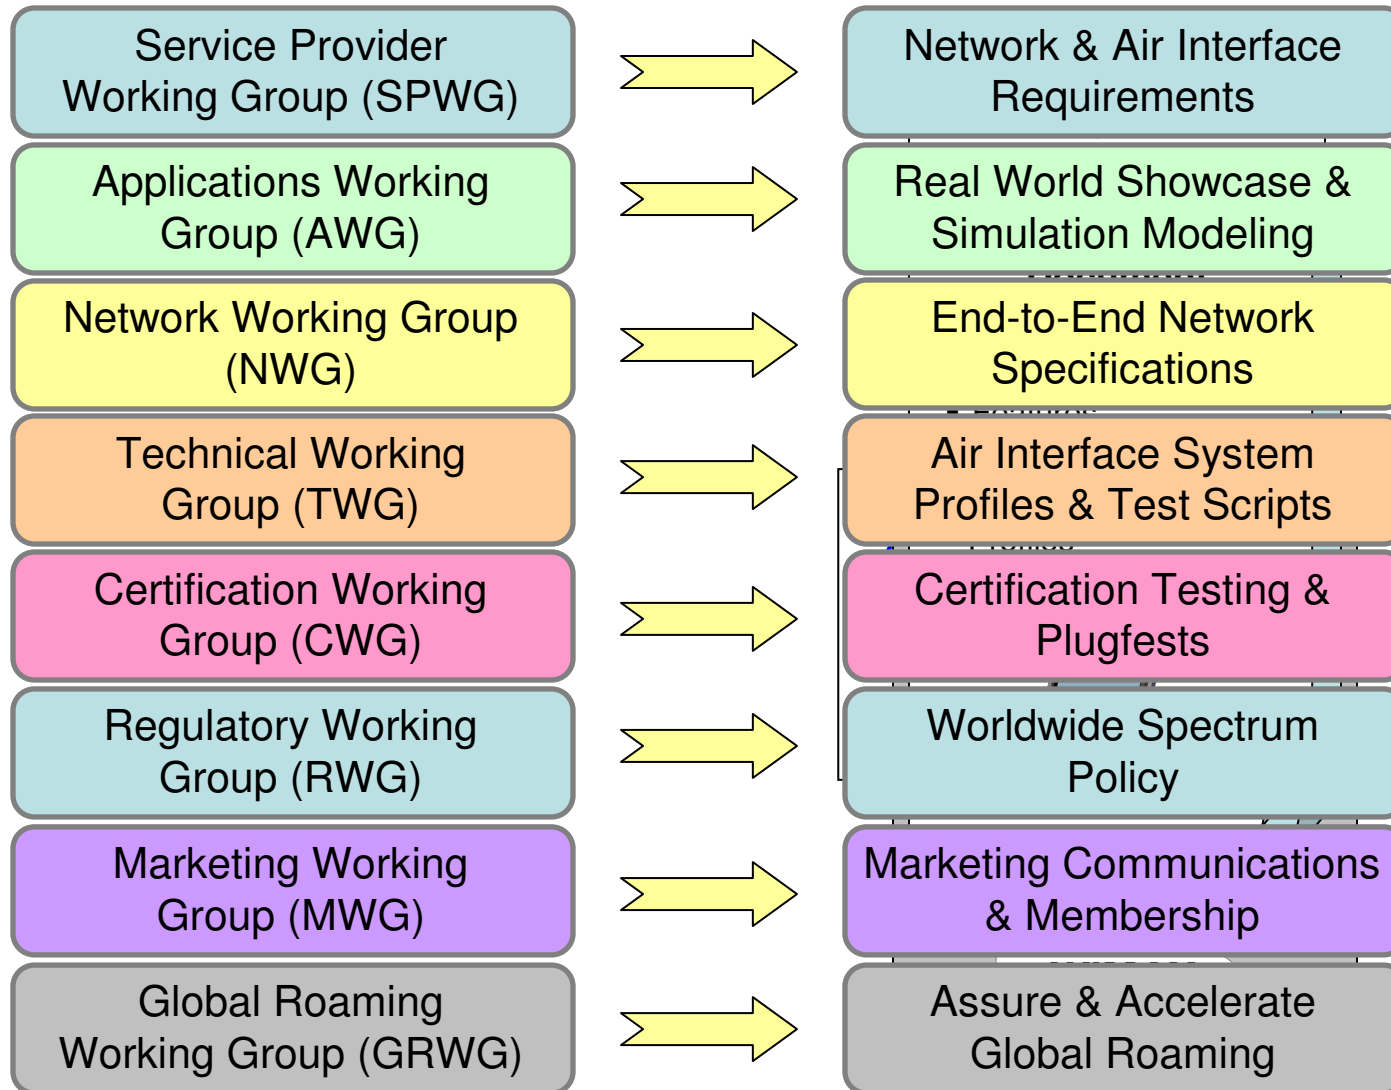 Service Provider
Working Group (SPWG)
Network & Air Interface
Requirements
Applications Working
Group (AWG)
Real World Showcase &
Simulation Modeling
Network Working Group
(NWG)
End-to-End Network
Specifications
Features
Technical Working
Group (TWG)
Air Interface System
Profiles & Test Scripts
Certification Working
Group (CWG)
Certification Testing &
Plugfests
Regulatory Working
Group (RWG)
Worldwide Spectrum
Policy
Marketing Working
Group (MWG)
Marketing Communications
& Membership
Global Roaming
Working Group (GRWG)
Assure & Accelerate
Global Roaming